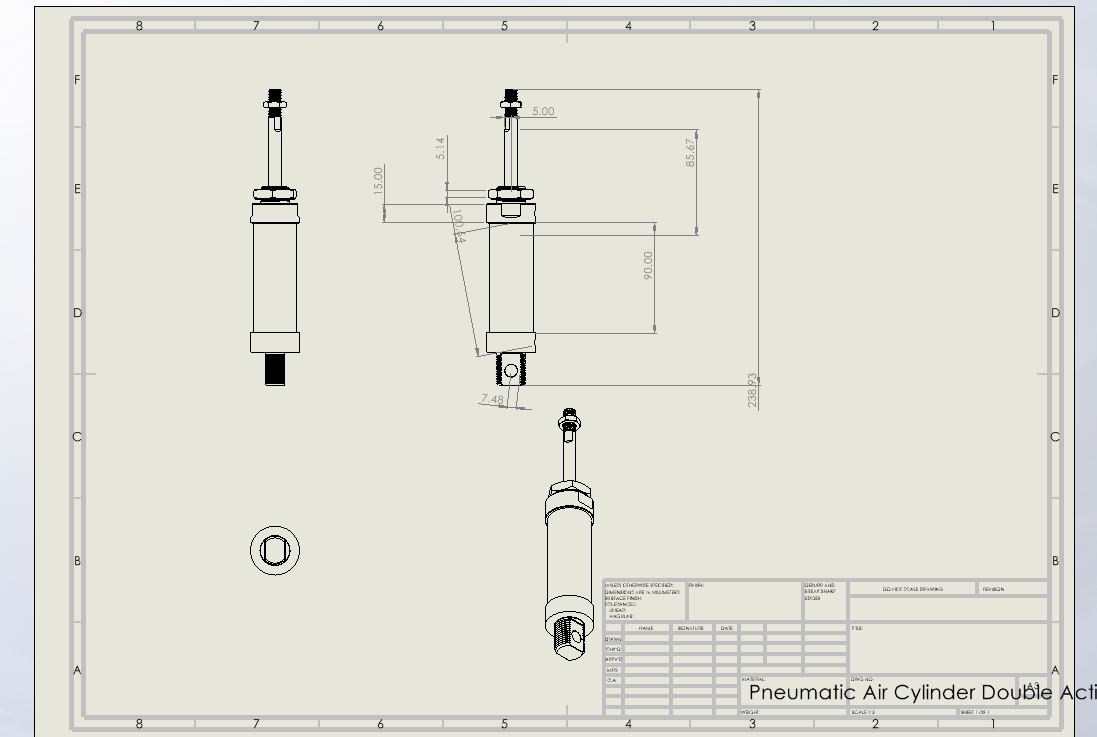 8 7 6 5 4 3 2 1
F F
5.00
5.14
85.67
15.00
E E
100.64
90.00
D D
238.93
7.48
C C
B B
UNLESS OTHERWISE SPECIFIED:
DIMENSIONS ARE IN MILLIMETERS
SURFACE FINISH:
TOLERANCES:
LINEAR:
ANGULAR:
FINISH:
DEBURR AND
BREAK SHARP
EDGES
DO NOT SCALE DRAWING
REVISION
NAME SIGNATURE DATE
TITLE:
DRAWN
CHK'D
APPV'D
MFG
Q.A
A A
MATERIAL:
DWG NO.
A3
Pneumatic Air Cylinder Double Acti
WEIGHT:
SCALE 1:2
SHEET 1 OF 1
8 7 6 5 4 3 2 1